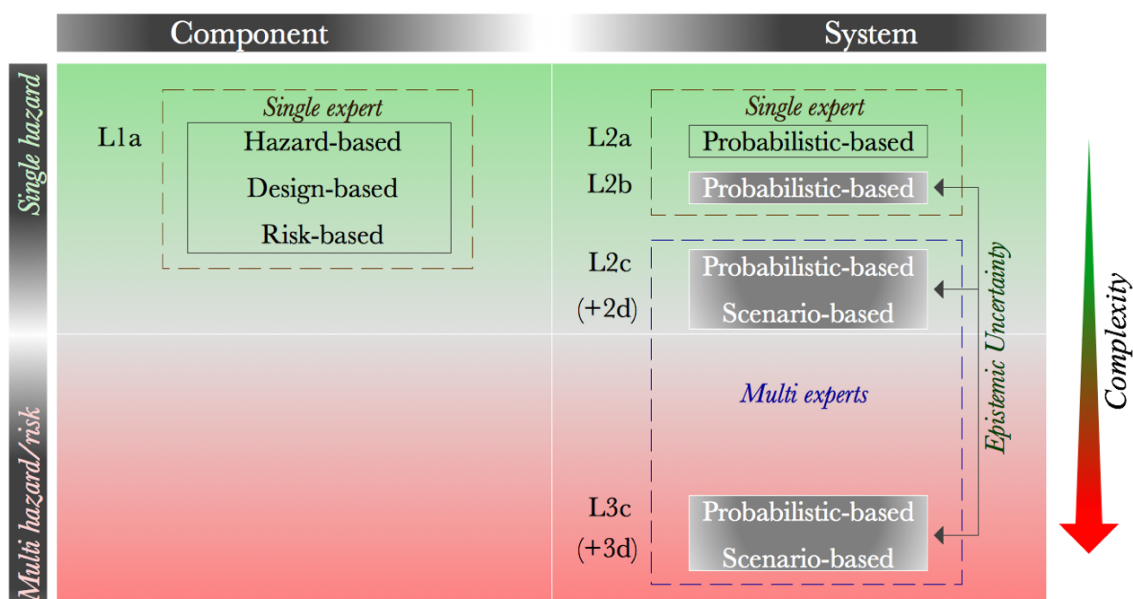 Component
System
Single hazard
Multi hazard/risk
L1a
Single expert
Hazard-based
Design-based
Risk-based
Single expert
L2a
Probabilistic-based
L2b
Probabilistic-based
L2c
(+2d)
Probabilistic-based
Scenario-based
Multi experts
L3c
(+3d)
Probabilistic-based
Scenario-based
Epistemic Uncertainty
Complexity